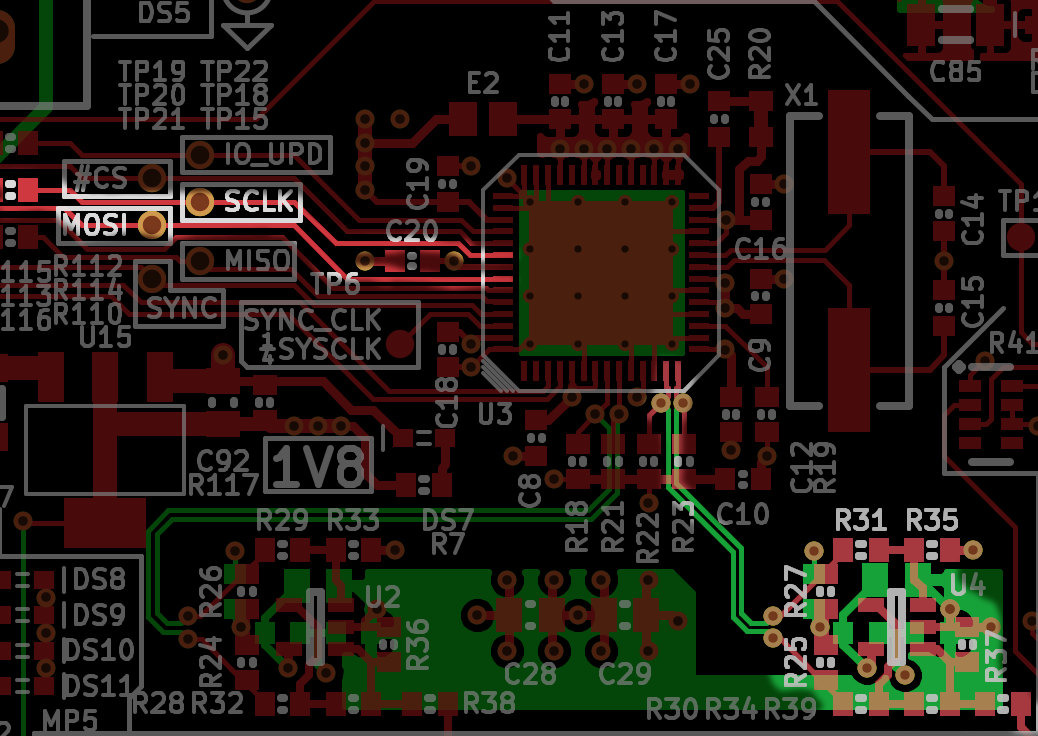 DS5
C11
C13
C17
C25
R20
TP19 TP22
TP20 TP18
TP21 TP15
E2
X1
C85
IO_UPD
#CS
C19
SCLK
MOSI
C20
C14
C16
MISO
TP6
R112
R114
R110
115
113
116
SYNC
SYNC_CLK
SYSCLK
C15
U15
C9
R41
C18
U3
C92
R117
1V8
C12
R19
C8
C10
R29 R33
DS7
R7
R18
R21
R22
R23
R31 R35
DS8
DS9
DS10
DS11
R26
U2
R27
U4
R24
R36
R25
R37
C28
C29
R28 R32
R38
R30 R34 R39
MP5